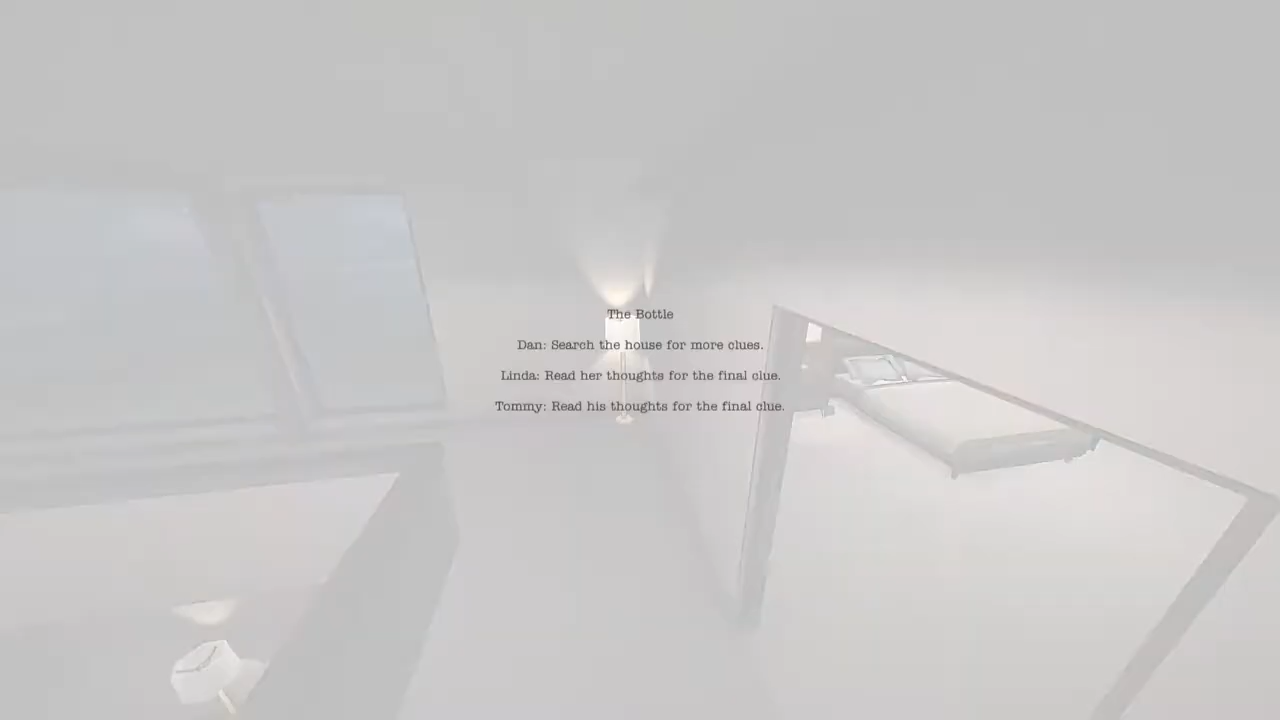 The Bottle
Dan: Search the house for more clues.
Linda: Read her thoughts for the final clue.
Tommy: Read his thoughts for the final clue.